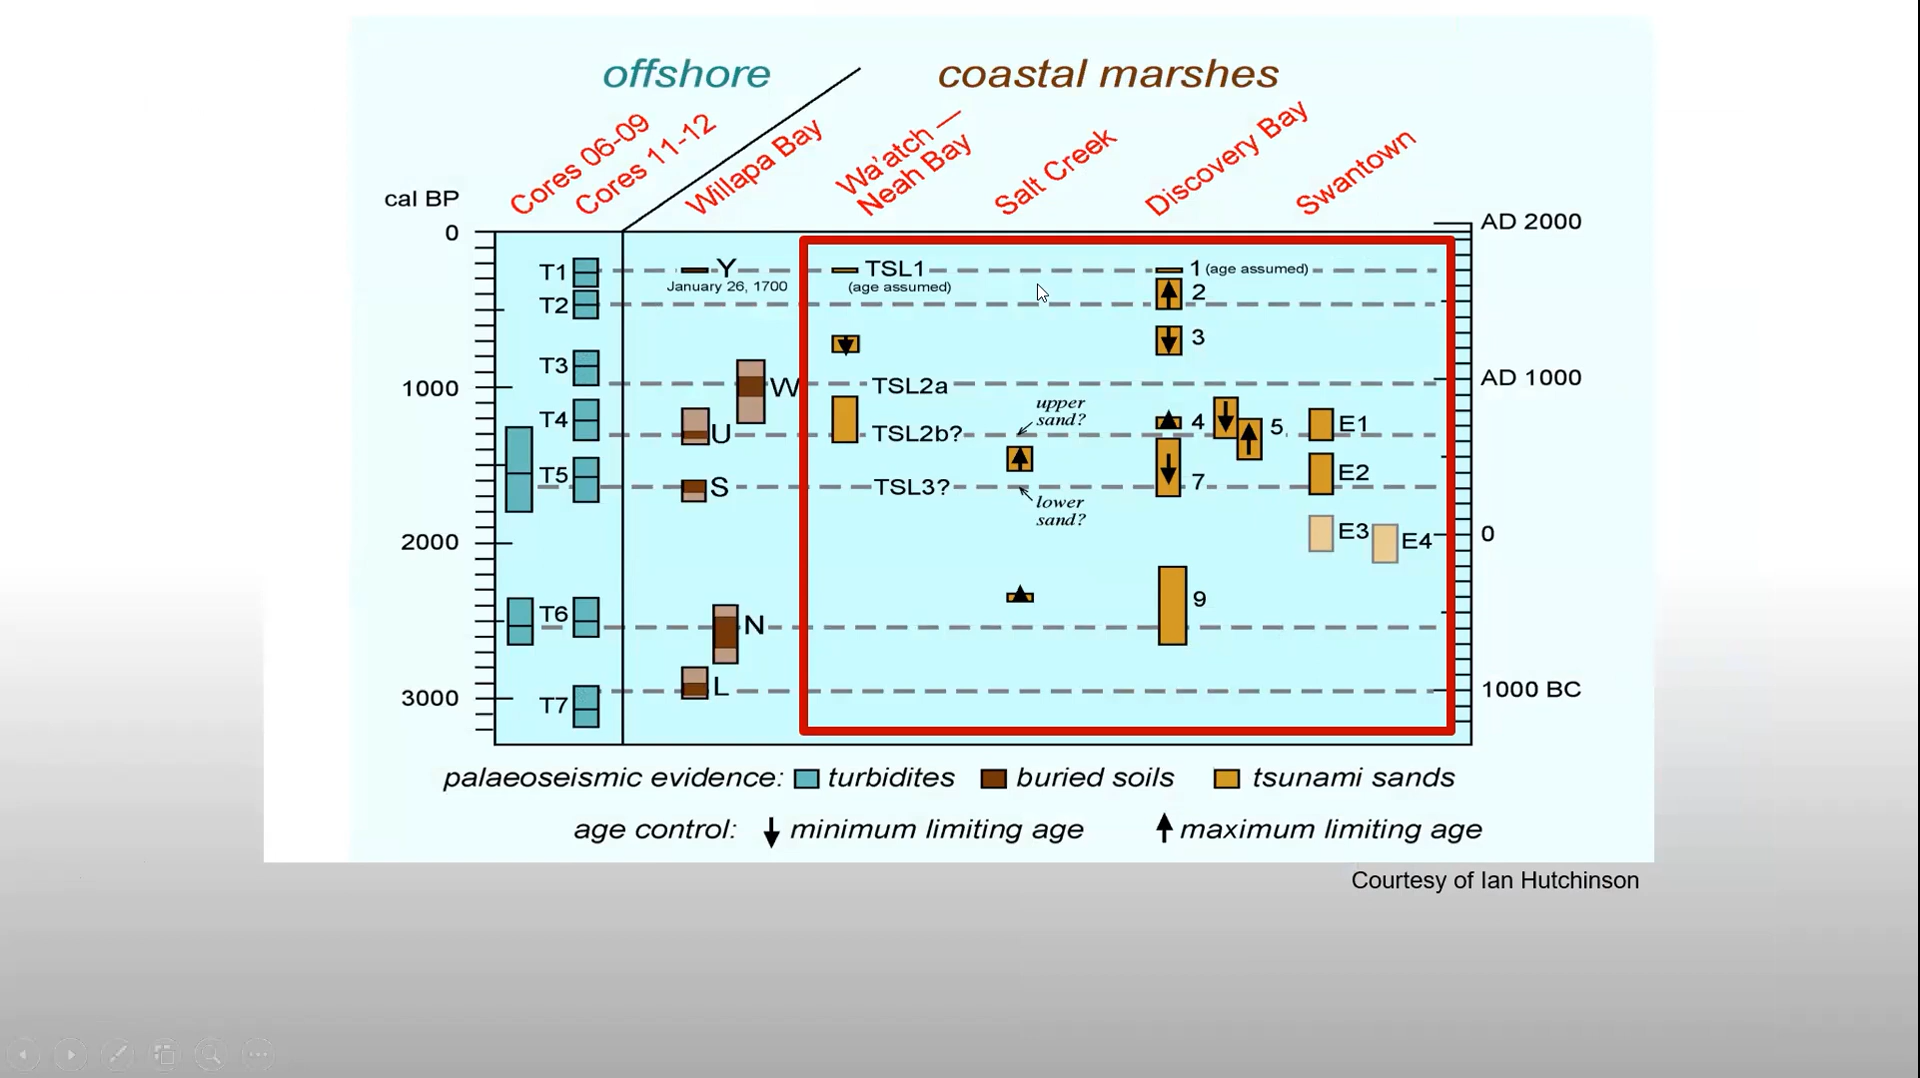 offshore
coastal marshes
Cores 06-09
Cores 11-12
Willapa Bay
Wa'atch —
Neah Bay
Salt Creek
Discovery Bay
Swantown
cal BP
AD 2000
0
T1
Y
TSL1
1 (age assumed)
January 26, 1700
(age assumed)
T2
2
3
T3
1000
W
TSL2a
AD 1000
upper
sand?
T4
U
TSL2b?
4
5
E1
T5
S
TSL3?
7
E2
lower
sand?
2000
E3
E4
0
T6
N
9
3000
T7
L
1000 BC
palaeoseismic evidence: turbidites buried soils tsunami sands
age control: minimum limiting age maximum limiting age
Courtesy of Ian Hutchinson